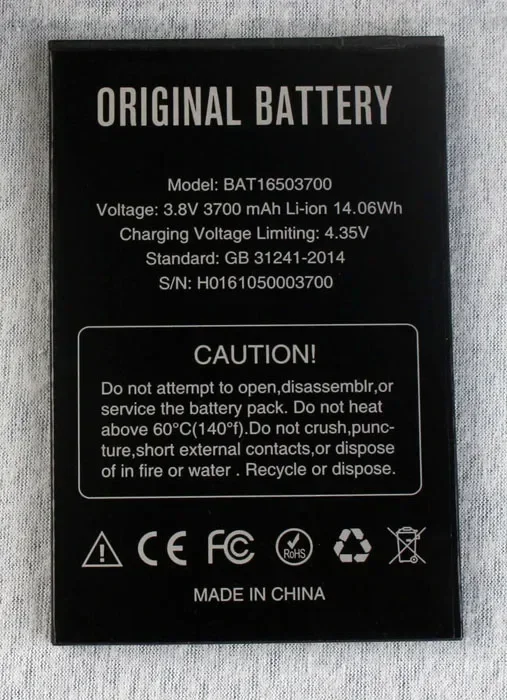 ORIGINAL BATTERY
Model: BAT16503700
Voltage: 3.8V 3700 mAh Li-ion 14.06Wh
Charging Voltage Limiting: 4.35V
Standard: GB 31241-2014
S/N: H0161050003700
CAUTION!
Do not attempt to open,disassemblr,or
service the battery pack. Do not heat
above 60°C(140°f).Do not crush,punc-
ture,short external contacts,or dispose
of in fire or water . Recycle or dispose.
CE FC RoHS
MADE IN CHINA